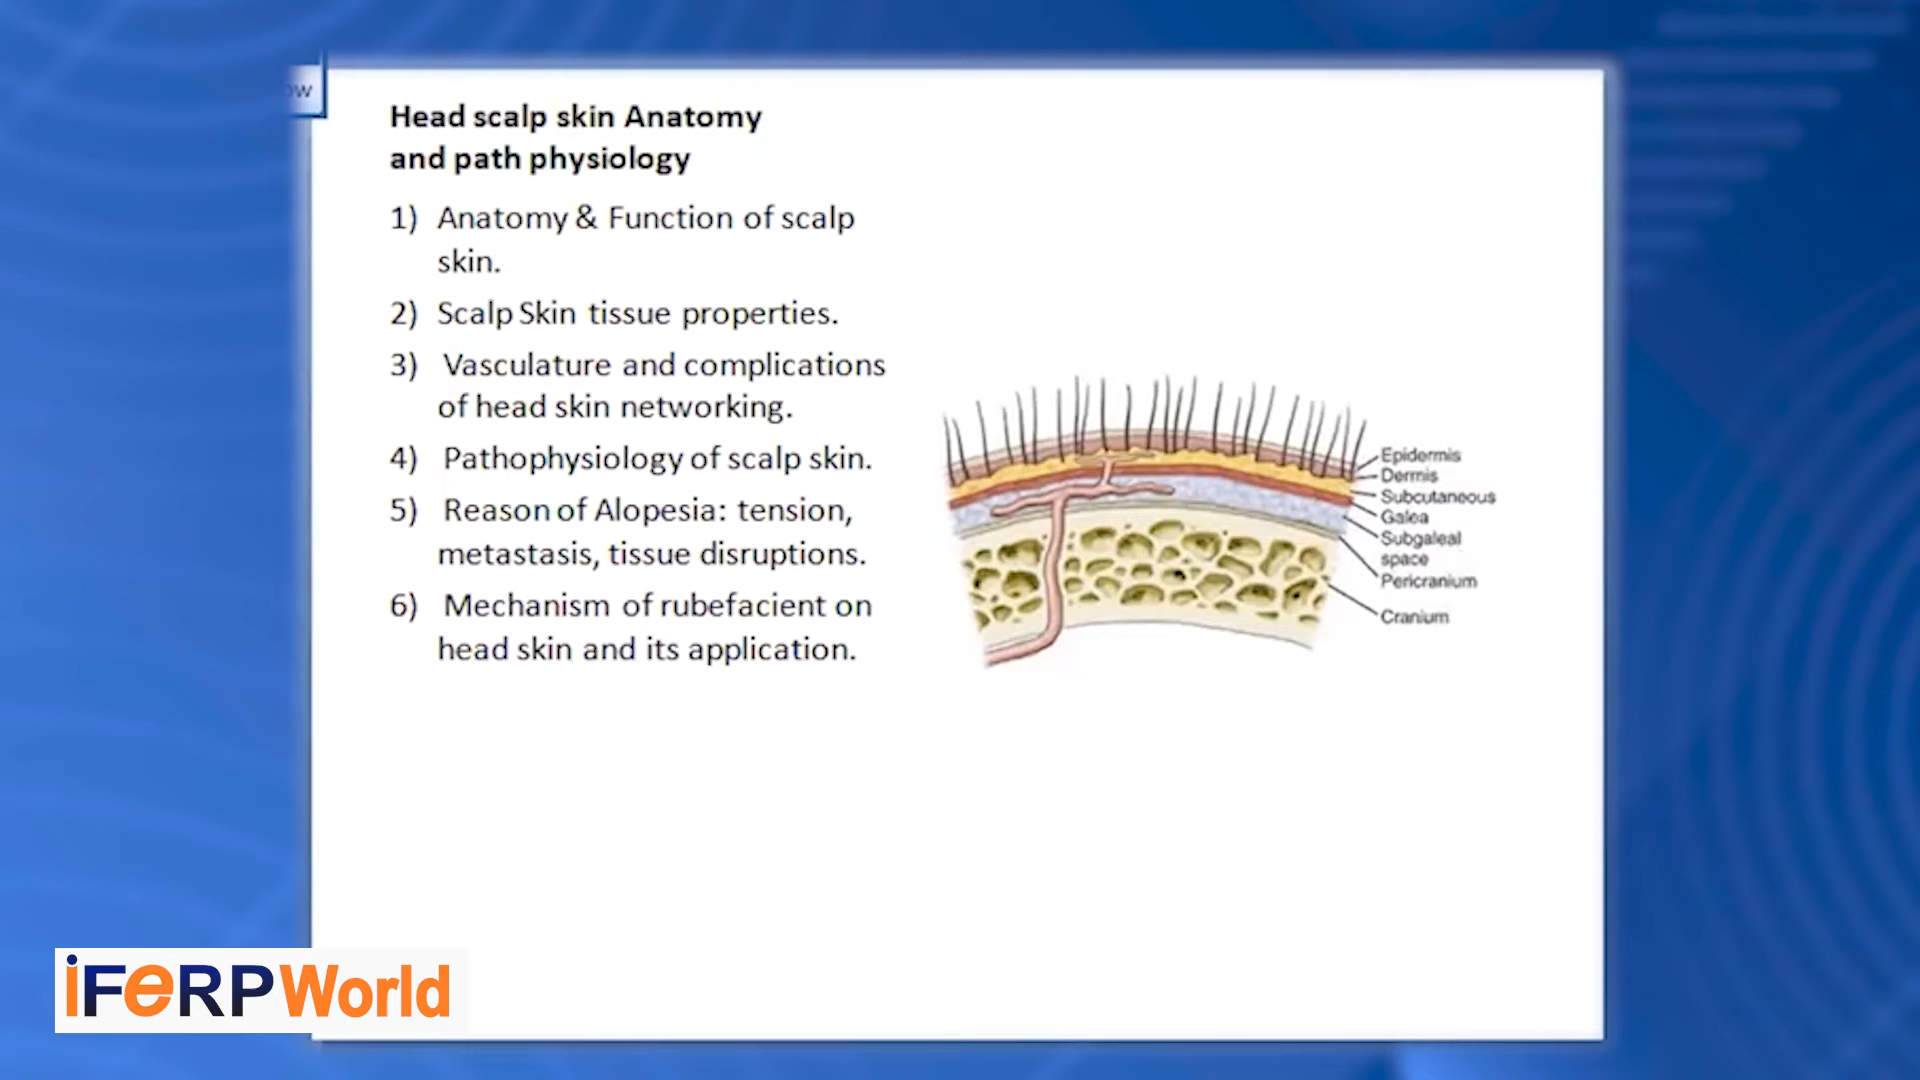 ow
Head scalp skin Anatomy
and path physiology
1) Anatomy & Function of scalp
skin.
2) Scalp Skin tissue properties.
3) Vasculature and complications
of head skin networking.
4) Pathophysiology of scalp skin.
5) Reason of Alopesia: tension,
metastasis, tissue disruptions.
6) Mechanism of rubefacient on
head skin and its application.
Epidermis
Dermis
Subcutaneous
Galea
Subgaleal
space
Pericranium
Cranium
iFeRP World